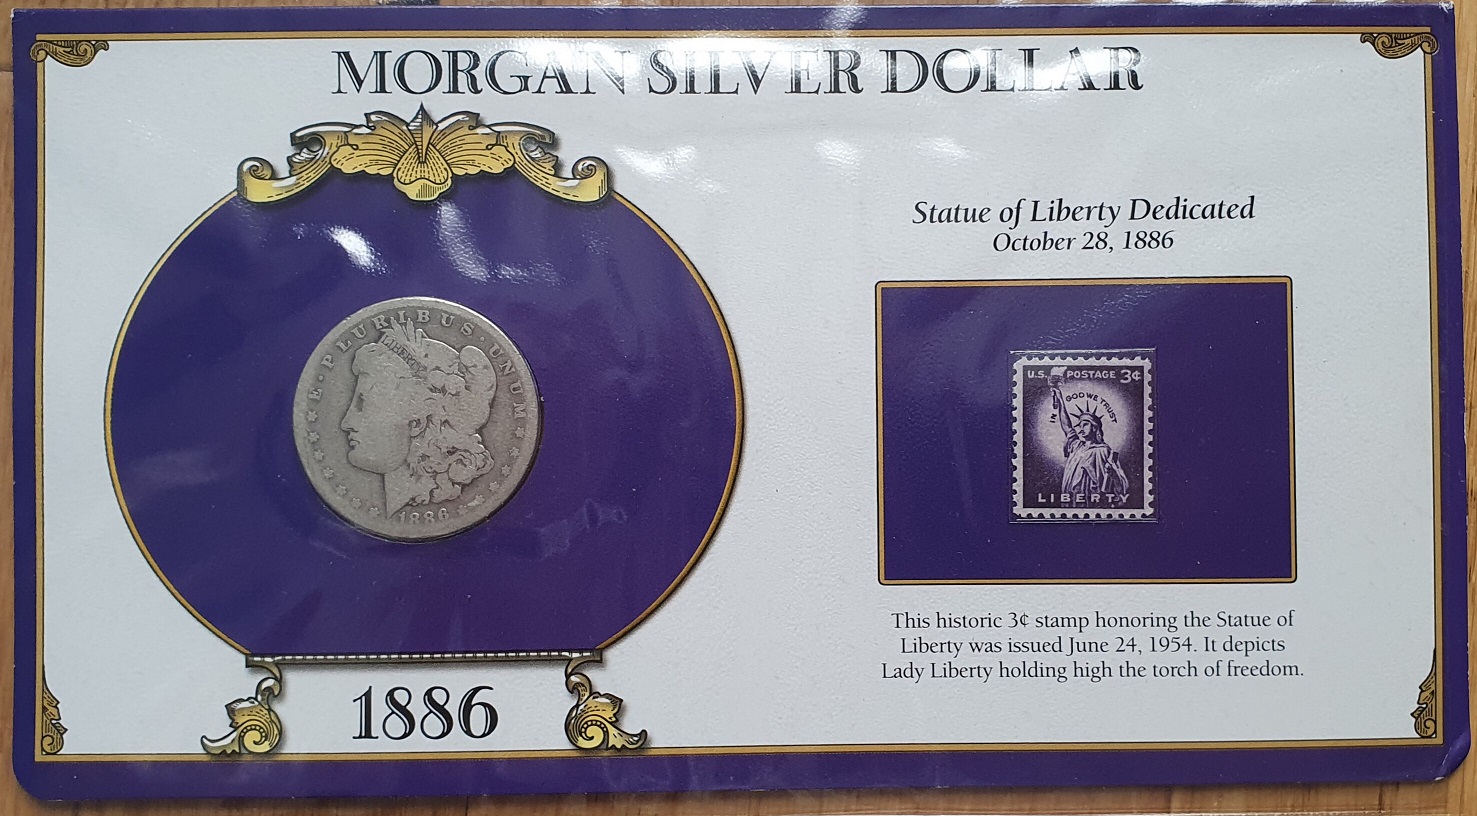 MORGAN SILVER DOLLAR
E·PLURIBUS·UNUM
LIBERTY
1886
1886
Statue of Liberty Dedicated
October 28, 1886
U.S. POSTAGE 3¢
IN GOD WE TRUST
LIBERTY
This historic 3¢ stamp honoring the Statue of
Liberty was issued June 24, 1954. It depicts
Lady Liberty holding high the torch of freedom.